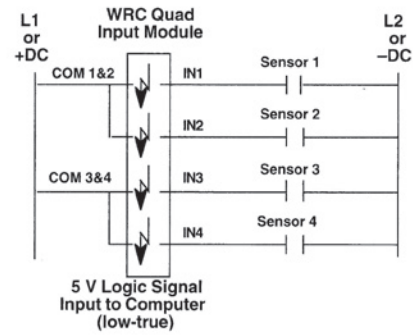 L1
or
+DC
WRC Quad
Input Module
L2
or
–DC
COM 1&2
IN1
Sensor 1
IN2
Sensor 2
COM 3&4
IN3
Sensor 3
IN4
Sensor 4
5 V Logic Signal
Input to Computer
(low-true)